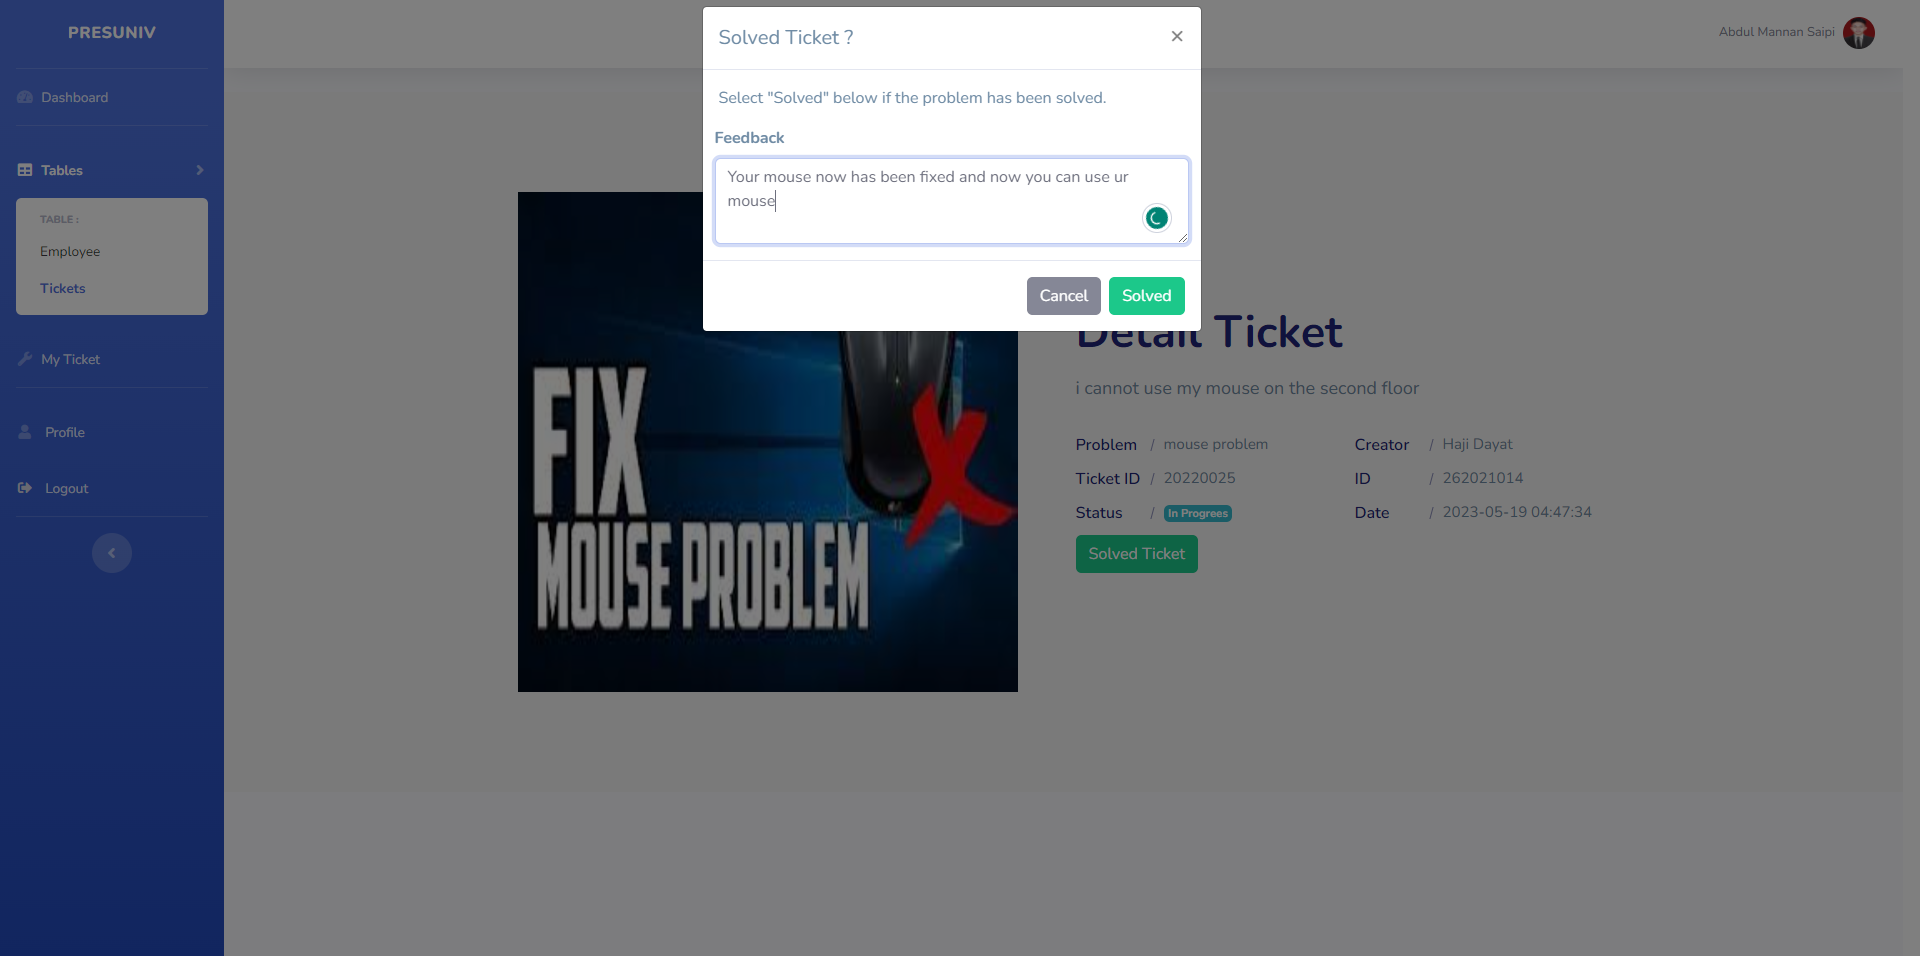 PRESUNIV
Dashboard
Tables
TABLE :
Employee
Tickets
My Ticket
Profile
Logout
Abdul Mannan Saipi
Solved Ticket ?
×
Select "Solved" below if the problem has been solved.
Feedback
Your mouse now has been fixed and now you can use ur
mouse
Cancel
Solved
FIX
MOUSE PROBLEM
Detail Ticket
i cannot use my mouse on the second floor
Problem / mouse problem Creator / Haji Dayat
Ticket ID / 20220025 ID / 262021014
Status / In Progrees Date / 2023-05-19 04:47:34
Solved Ticket